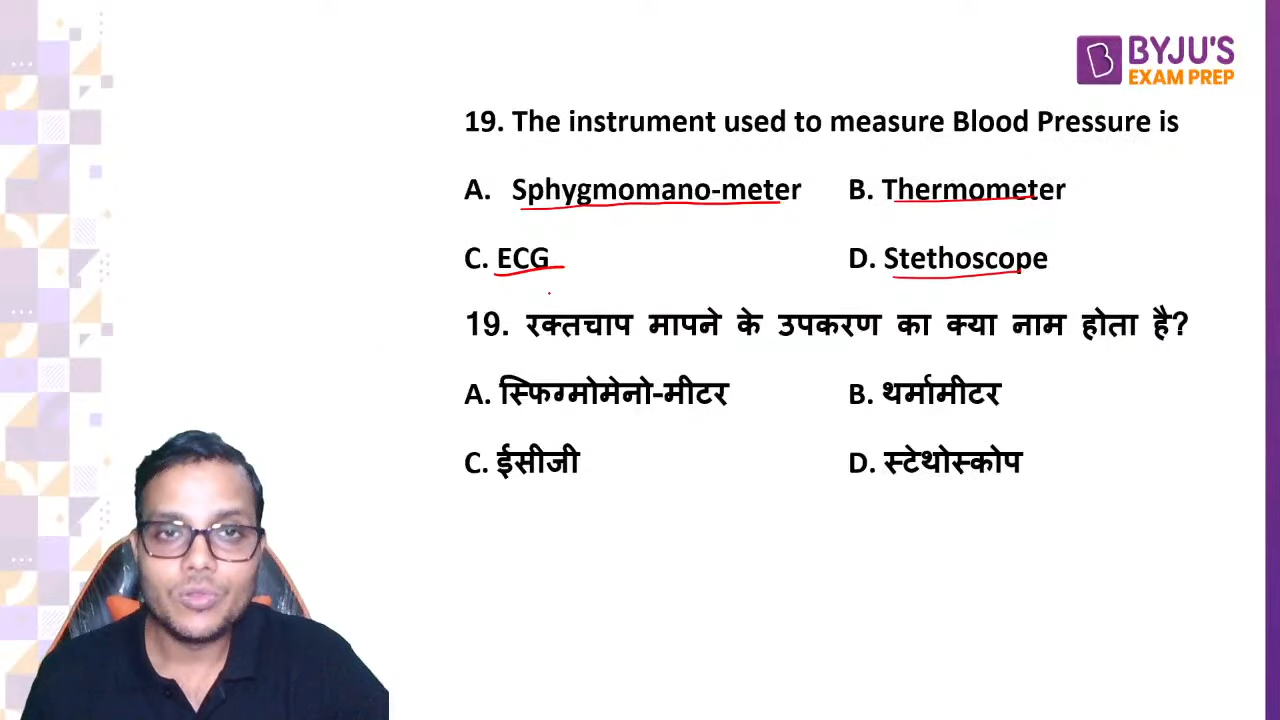 BYJU'S
EXAM PREP
19. The instrument used to measure Blood Pressure is
A. Sphygmomano-meter B. Thermometer
C. ECG D. Stethoscope
19. रक्तचाप मापने के उपकरण का क्या नाम होता है?
A. स्फिग्मोमेनो-मीटर B. थर्मामीटर
C. ईसीजी D. स्टेथोस्कोप